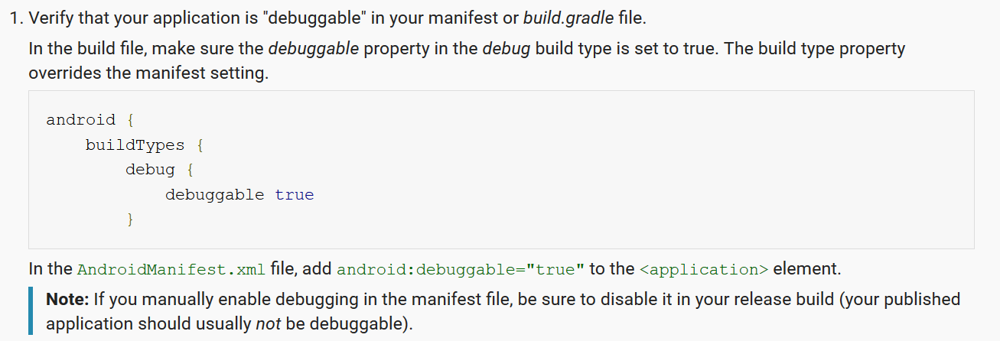 1. Verify that your application is "debuggable" in your manifest or build.gradle file.
In the build file, make sure the debuggable property in the debug build type is set to true. The build type property
overrides the manifest setting.
android {
    buildTypes {
        debug {
            debuggable true
        }
In the AndroidManifest.xml file, add android:debuggable="true" to the <application> element.
Note: If you manually enable debugging in the manifest file, be sure to disable it in your release build (your published
application should usually not be debuggable).